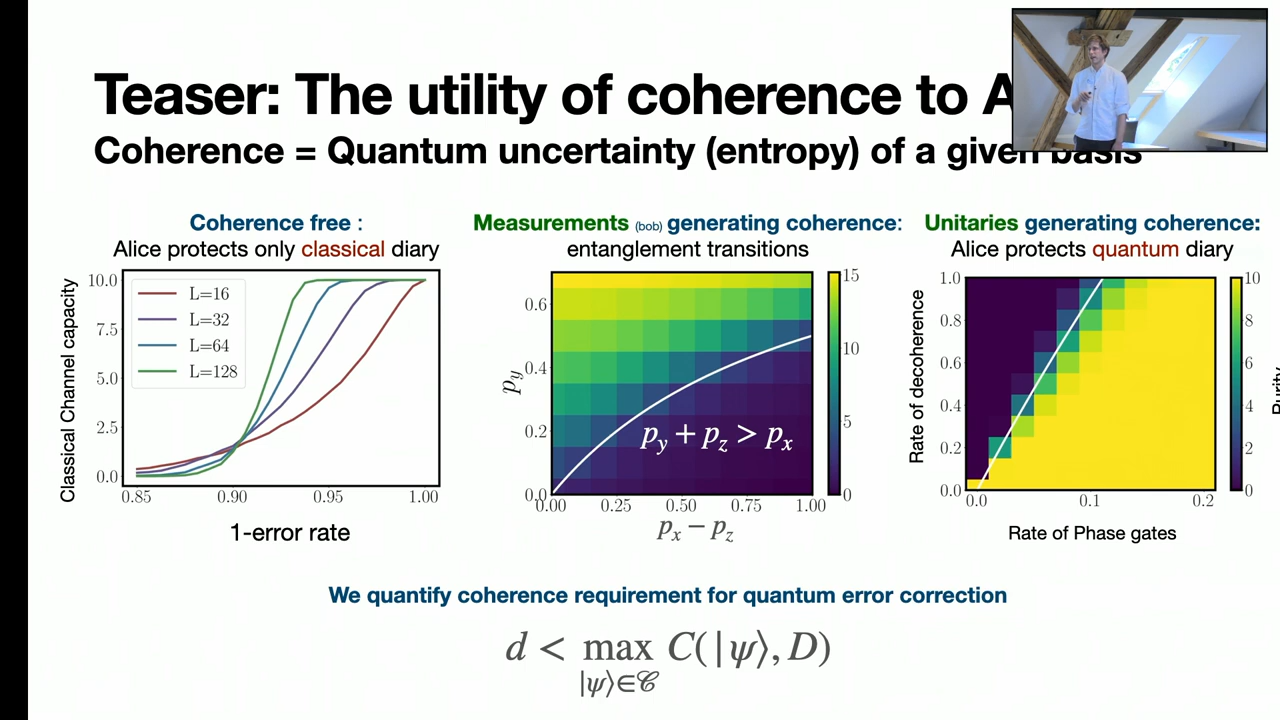 Teaser: The utility of coherence to A
Coherence = Quantum uncertainty (entropy) of a given basis
Coherence free :
Alice protects only classical diary
Classical Channel capacity
10.0
7.5
5.0
2.5
0.0
L=16
L=32
L=64
L=128
0.85 0.90 0.95 1.00
1-error rate
Measurements (bob) generating coherence:
entanglement transitions
p_y
0.6
0.4
0.2
0.0
p_y + p_z > p_x
0.00 0.25 0.50 0.75 1.00
p_x − p_z
15
10
5
0
Unitaries generating coherence:
Alice protects quantum diary
Rate of decoherence
1.0
0.8
0.6
0.4
0.2
0.0
0.0 0.1 0.2
Rate of Phase gates
10
8
6
4
2
0
Purity
We quantify coherence requirement for quantum error correction
d < max C(|ψ⟩, D)
|ψ⟩∈𝒞